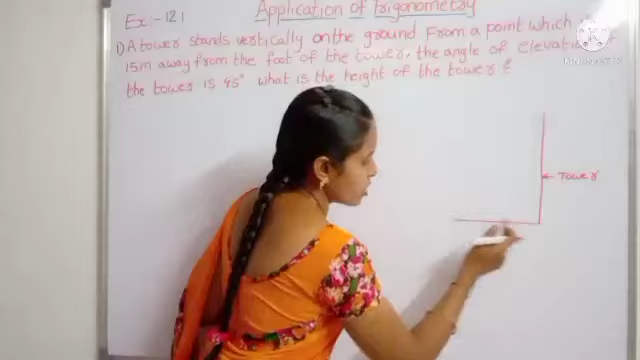 Application of Trigonometry
Ex:-12.1
1) A tower stands vertically on the ground From a point which is
15m away from the foot of the tower, the angle of elevation
the tower is 45° what is the height of the tower?
Tower